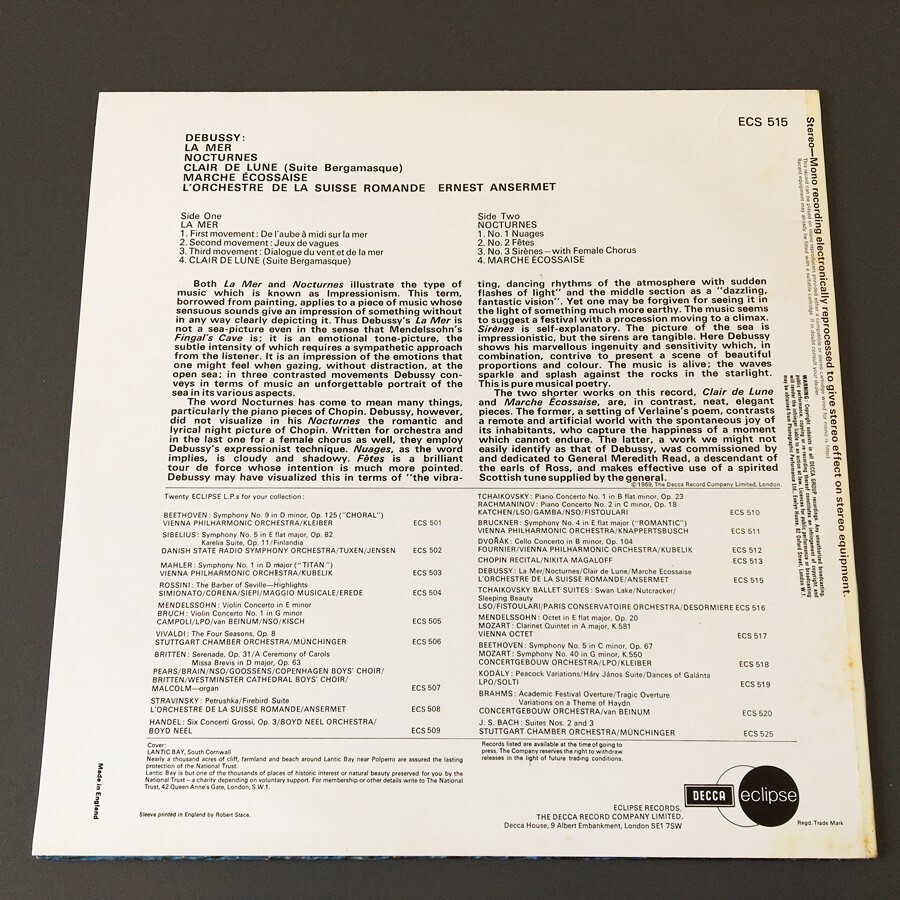 ECS 515
DEBUSSY:
LA MER
NOCTURNES
CLAIR DE LUNE (Suite Bergamasque)
MARCHE ÉCOSSAISE
L'ORCHESTRE DE LA SUISSE ROMANDE ERNEST ANSERMET
Side One
LA MER
1. First movement: De l'aube à midi sur la mer
2. Second movement: Jeux de vagues
3. Third movement: Dialogue du vent et de la mer
4. CLAIR DE LUNE (Suite Bergamasque)
Side Two
NOCTURNES
1. No. 1 Nuages
2. No. 2 Fêtes
3. No. 3 Sirènes – with Female Chorus
4. MARCHE ÉCOSSAISE
Both La Mer and Nocturnes illustrate the type of
music which is known as Impressionism. This term,
borrowed from painting, applies to a piece of music whose
sensuous sounds give an impression of something without
in any way clearly depicting it. Thus Debussy's La Mer is
not a sea-picture even in the sense that Mendelssohn's
Fingal's Cave is; it is an emotional tone-picture, the
subtle intensity of which requires a sympathetic approach
from the listener. It is an impression of the emotions that
one might feel when gazing, without distraction, at the
open sea; in three contrasted movements Debussy con-
veys in terms of music an unforgettable portrait of the
sea in its various aspects.
The word Nocturnes has come to mean many things,
particularly the piano pieces of Chopin. Debussy, however,
did not visualize in his Nocturnes the romantic and
lyrical night picture of Chopin. Written for orchestra and
in the last one for a female chorus as well, they employ
Debussy's expressionist technique. Nuages, as the word
implies, is cloudy and shadowy. Fêtes is a brilliant
tour de force whose intention is much more pointed.
Debussy may have visualized this in terms of "the vibra-
ting, dancing rhythms of the atmosphere with sudden
flashes of light" and the middle section as a "dazzling,
fantastic vision". Yet one may be forgiven for seeing it in
the light of something much more earthy. The music seems
to suggest a festival with a procession moving to a climax.
Sirènes is self-explanatory. The picture of the sea is
impressionistic, but the sirens are tangible. Here Debussy
shows his marvellous ingenuity and sensitivity which, in
combination, contrive to present a scene of beautiful
proportions and colour. The music is alive; the waves
sparkle and splash against the rocks in the starlight.
This is pure musical poetry.
The two shorter works on this record, Clair de Lune
and Marche Écossaise, are, in contrast, neat, elegant
pieces. The former, a setting of Verlaine's poem, contrasts
a remote and artificial world with the spontaneous joy of
its inhabitants, who capture the happiness of a moment
which cannot endure. The latter, a work we might not
easily identify as that of Debussy, was commissioned by
and dedicated to General Meredith Read, a descendant of
the earls of Ross, and makes effective use of a spirited
Scottish tune supplied by the general.
© 1969, The Decca Record Company Limited, London.
Twenty ECLIPSE L.P.s for your collection:
BEETHOVEN: Symphony No. 9 in D minor, Op. 125 ("CHORAL")
VIENNA PHILHARMONIC ORCHESTRA/KLEIBER ECS 501
SIBELIUS: Symphony No. 5 in E flat major, Op. 82
Karelia Suite, Op. 11/Finlandia
DANISH STATE RADIO SYMPHONY ORCHESTRA/TUXEN/JENSEN ECS 502
MAHLER: Symphony No. 1 in D major ("TITAN")
VIENNA PHILHARMONIC ORCHESTRA/KUBELIK ECS 503
ROSSINI: The Barber of Seville—Highlights
SIMIONATO/CORENA/SIEPI/MAGGIO MUSICALE/EREDE ECS 504
MENDELSSOHN: Violin Concerto in E minor
BRUCH: Violin Concerto No. 1 in G minor
CAMPOLI/LPO/van BEINUM/NSO/KISCH ECS 505
VIVALDI: The Four Seasons, Op. 8
STUTTGART CHAMBER ORCHESTRA/MÜNCHINGER ECS 506
BRITTEN: Serenade, Op. 31/A Ceremony of Carols
Missa Brevis in D major, Op. 63
PEARS/BRAIN/NSO/GOOSSENS/COPENHAGEN BOYS' CHOIR/
BRITTEN/WESTMINSTER CATHEDRAL BOYS' CHOIR/
MALCOLM—organ ECS 507
STRAVINSKY: Petrushka/Firebird Suite
L'ORCHESTRE DE LA SUISSE ROMANDE/ANSERMET ECS 508
HANDEL: Six Concerti Grossi, Op. 3/BOYD NEEL ORCHESTRA/
BOYD NEEL ECS 509
TCHAIKOVSKY: Piano Concerto No. 1 in B flat minor, Op. 23
RACHMANINOV: Piano Concerto No. 2 in C minor, Op. 18
KATCHEN/LSO/GAMBA/NSO/FISTOULARI ECS 510
BRUCKNER: Symphony No. 4 in E flat major ("ROMANTIC")
VIENNA PHILHARMONIC ORCHESTRA/KNAPPERTSBUSCH ECS 511
DVOŘAK: Cello Concerto in B minor, Op. 104
FOURNIER/VIENNA PHILHARMONIC ORCHESTRA/KUBELIK ECS 512
CHOPIN RECITAL/NIKITA MAGALOFF ECS 513
DEBUSSY: La Mer/Nocturnes/Clair de Lune/Marche Ecossaise
L'ORCHESTRE DE LA SUISSE ROMANDE/ANSERMET ECS 515
TCHAIKOVSKY BALLET SUITES: Swan Lake/Nutcracker/
Sleeping Beauty
LSO/FISTOULARI/PARIS CONSERVATOIRE ORCHESTRA/DESORMIERE ECS 516
MENDELSSOHN: Octet in E flat major, Op. 20
MOZART: Clarinet Quintet in A major, K.581
VIENNA OCTET ECS 517
BEETHOVEN: Symphony No. 5 in C minor, Op. 67
MOZART: Symphony No. 40 in G minor, K.550
CONCERTGEBOUW ORCHESTRA/LPO/KLEIBER ECS 518
KODÁLY: Peacock Variations/Háry János Suite/Dances of Galánta
LPO/SOLTI ECS 519
BRAHMS: Academic Festival Overture/Tragic Overture
Variations on a Theme of Haydn
CONCERTGEBOUW ORCHESTRA/van BEINUM ECS 520
J. S. BACH: Suites Nos. 2 and 3
STUTTGART CHAMBER ORCHESTRA/MÜNCHINGER ECS 525
Cover:
LANTIC BAY, South Cornwall
Nearly a thousand acres of cliff, farmland and beach around Lantic Bay near Polperro are assured the lasting
protection of the National Trust.
Lantic Bay is but one of the thousands of places of historic interest or natural beauty preserved for you by the
National Trust – a charity depending on voluntary support. For membership or other details write to The National
Trust, 42 Queen Anne's Gate, London, S.W.1.
Records listed are available at the time of going to
press. The Company reserves the right to withdraw
releases in the light of future trading conditions.
Sleeve printed in England by Robert Stace.
Made in England
ECLIPSE RECORDS,
THE DECCA RECORD COMPANY LIMITED,
Decca House, 9 Albert Embankment, London SE1 7SW
DECCA
eclipse
Regd. Trade Mark
Stereo—Mono recording electronically reprocessed to give stereo effect on stereo equipment.